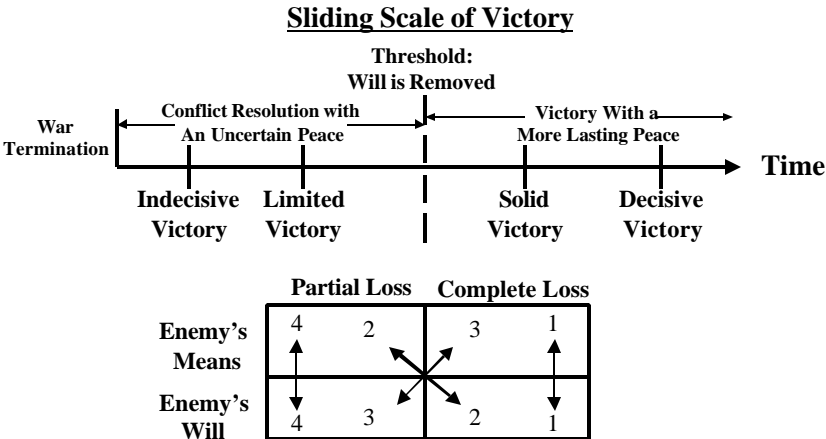 Sliding Scale of Victory
Threshold:
Will is Removed
Conflict Resolution with
An Uncertain Peace
Victory With a
More Lasting Peace
War
Termination
Time
Indecisive
Victory
Limited
Victory
Solid
Victory
Decisive
Victory
Partial Loss Complete Loss
Enemy's
Means
4 2 3 1
Enemy's
Will
4 3 2 1